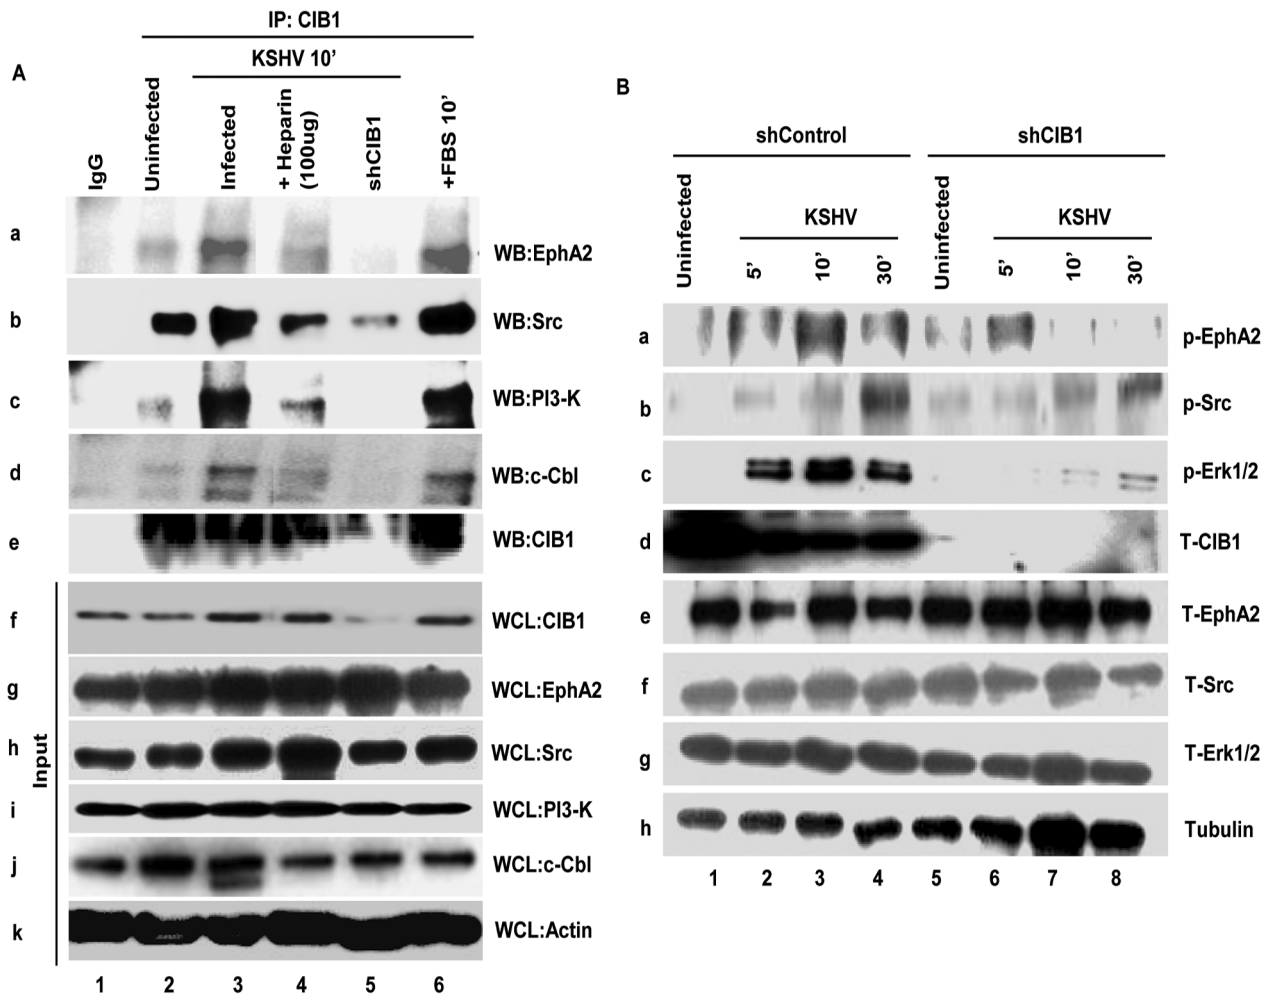 IP: CIB1
KSHV 10’
A
IgG
Uninfected
Infected
+ Heparin
(100ug)
shCIB1
+FBS 10’
a
WB:EphA2
b
WB:Src
c
WB:PI3-K
d
WB:c-Cbl
e
WB:CIB1
Input
f
WCL:CIB1
g
WCL:EphA2
h
WCL:Src
i
WCL:PI3-K
j
WCL:c-Cbl
k
WCL:Actin
1 2 3 4 5 6
B
shControl
shCIB1
Uninfected
KSHV
5’ 10’ 30’
Uninfected
KSHV
5’ 10’ 30’
a
p-EphA2
b
p-Src
c
p-Erk1/2
d
T-CIB1
e
T-EphA2
f
T-Src
g
T-Erk1/2
h
Tubulin
1 2 3 4 5 6 7 8